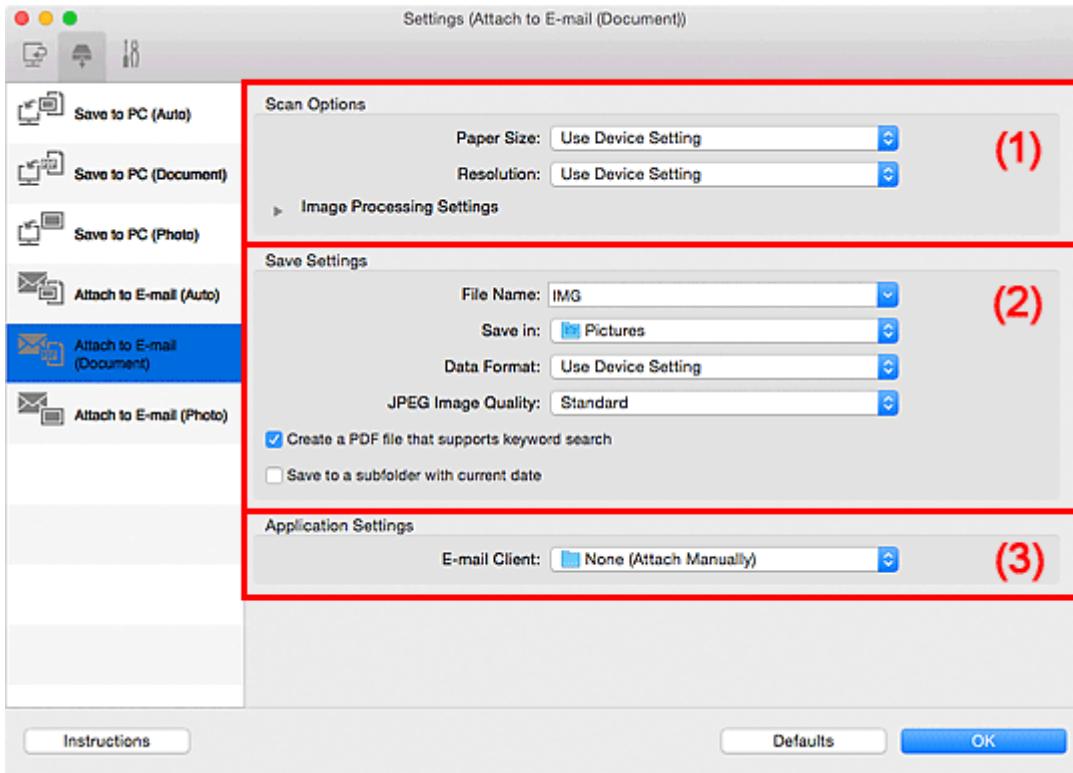 Settings (Attach to E-mail (Document))
Save to PC (Auto)
Save to PC (Document)
Save to PC (Photo)
Attach to E-mail (Auto)
Attach to E-mail
(Document)
Attach to E-mail (Photo)
Scan Options
Paper Size: Use Device Setting
Resolution: Use Device Setting
Image Processing Settings
(1)
Save Settings
File Name: IMG
Save in: Pictures
Data Format: Use Device Setting
JPEG Image Quality: Standard
Create a PDF file that supports keyword search
Save to a subfolder with current date
(2)
Application Settings
E-mail Client: None (Attach Manually)
(3)
Instructions
Defaults
OK